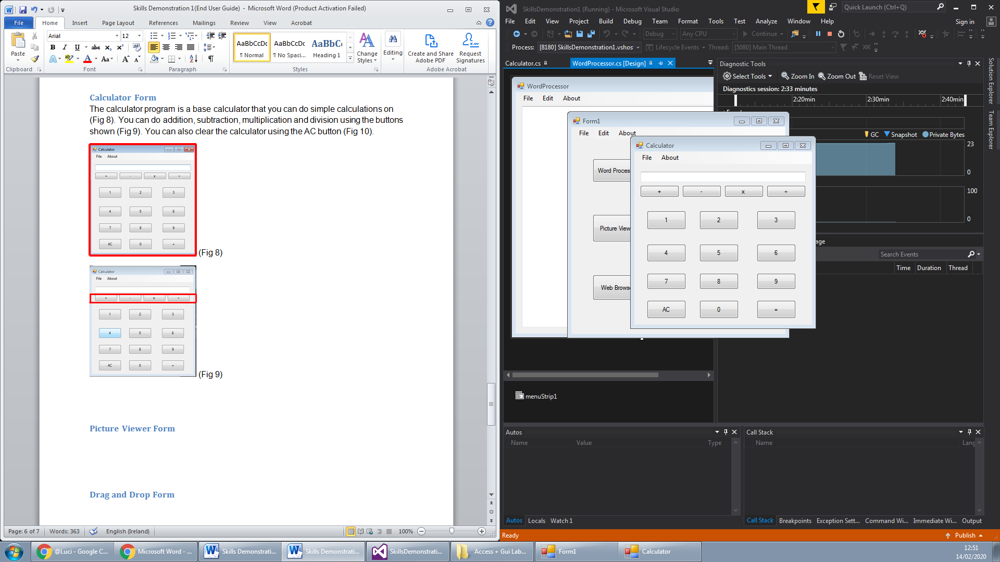 Skills Demonstration 1(End User Guide) - Microsoft Word (Product Activation Failed)
File Home Insert Page Layout References Mailings Review View Acrobat
Arial 12
Paste
Change Styles
Editing
Create and Share Adobe PDF
Request Signatures
AaBbCcDc AaBbCcDc AaBbC
¶ Normal ¶ No Spaci... Heading 1
Clipboard Font Paragraph Styles Adobe Acrobat
Calculator Form
The calculator program is a base calculator that you can do simple calculations on
(Fig 8). You can do addition, subtraction, multiplication and division using the buttons
shown (Fig 9). You can also clear the calculator using the AC button (Fig 10).
Calculator
File About
+ - x ÷
1 2 3
4 5 6
7 8 9
AC 0 =
(Fig 8)
Calculator
File About
+ - x ÷
1 2 3
4 5 6
7 8 9
AC 0 =
(Fig 9)
Picture Viewer Form
Drag and Drop Form
Page: 6 of 7 Words: 363 English (Ireland) 100%
SkillsDemonstration1 (Running) - Microsoft Visual Studio
Quick Launch (Ctrl+Q)
File Edit View Project Build Debug Team Format Tools Test Analyze Window Help
Sign in
Debug Any CPU Continue
Process: [8180] SkillsDemonstration1.vshos Lifecycle Events Thread: [5080] Main Thread
Calculator.cs WordProcessor.cs [Design]
Diagnostic Tools
Select Tools Zoom In Zoom Out Reset View
Diagnostics session: 2:33 minutes
2:20min 2:30min 2:40min
GC Snapshot Private Bytes
23
0
100
0
age
Search Events
Time Duration Thread
Solution Explorer
Team Explorer
WordProcessor
File Edit About
Form1
File Edit About
Word Proces
Picture View
Web Browse
Calculator
File About
+ - x ÷
1 2 3
4 5 6
7 8 9
AC 0 =
menuStrip1
Autos
Name Value Type
Autos Locals Watch 1
Call Stack
Name Lang
Call Stack Breakpoints Exception Sett... Command Wi... Immediate Wi... Output
Ready
Publish
@Luci - Google C... Microsoft Word - ... Skills Demonstrati... Skills Demonstrati... SkillsDemonstrati... Access + Gui Lab... Form1 Calculator
12:51
14/02/2020